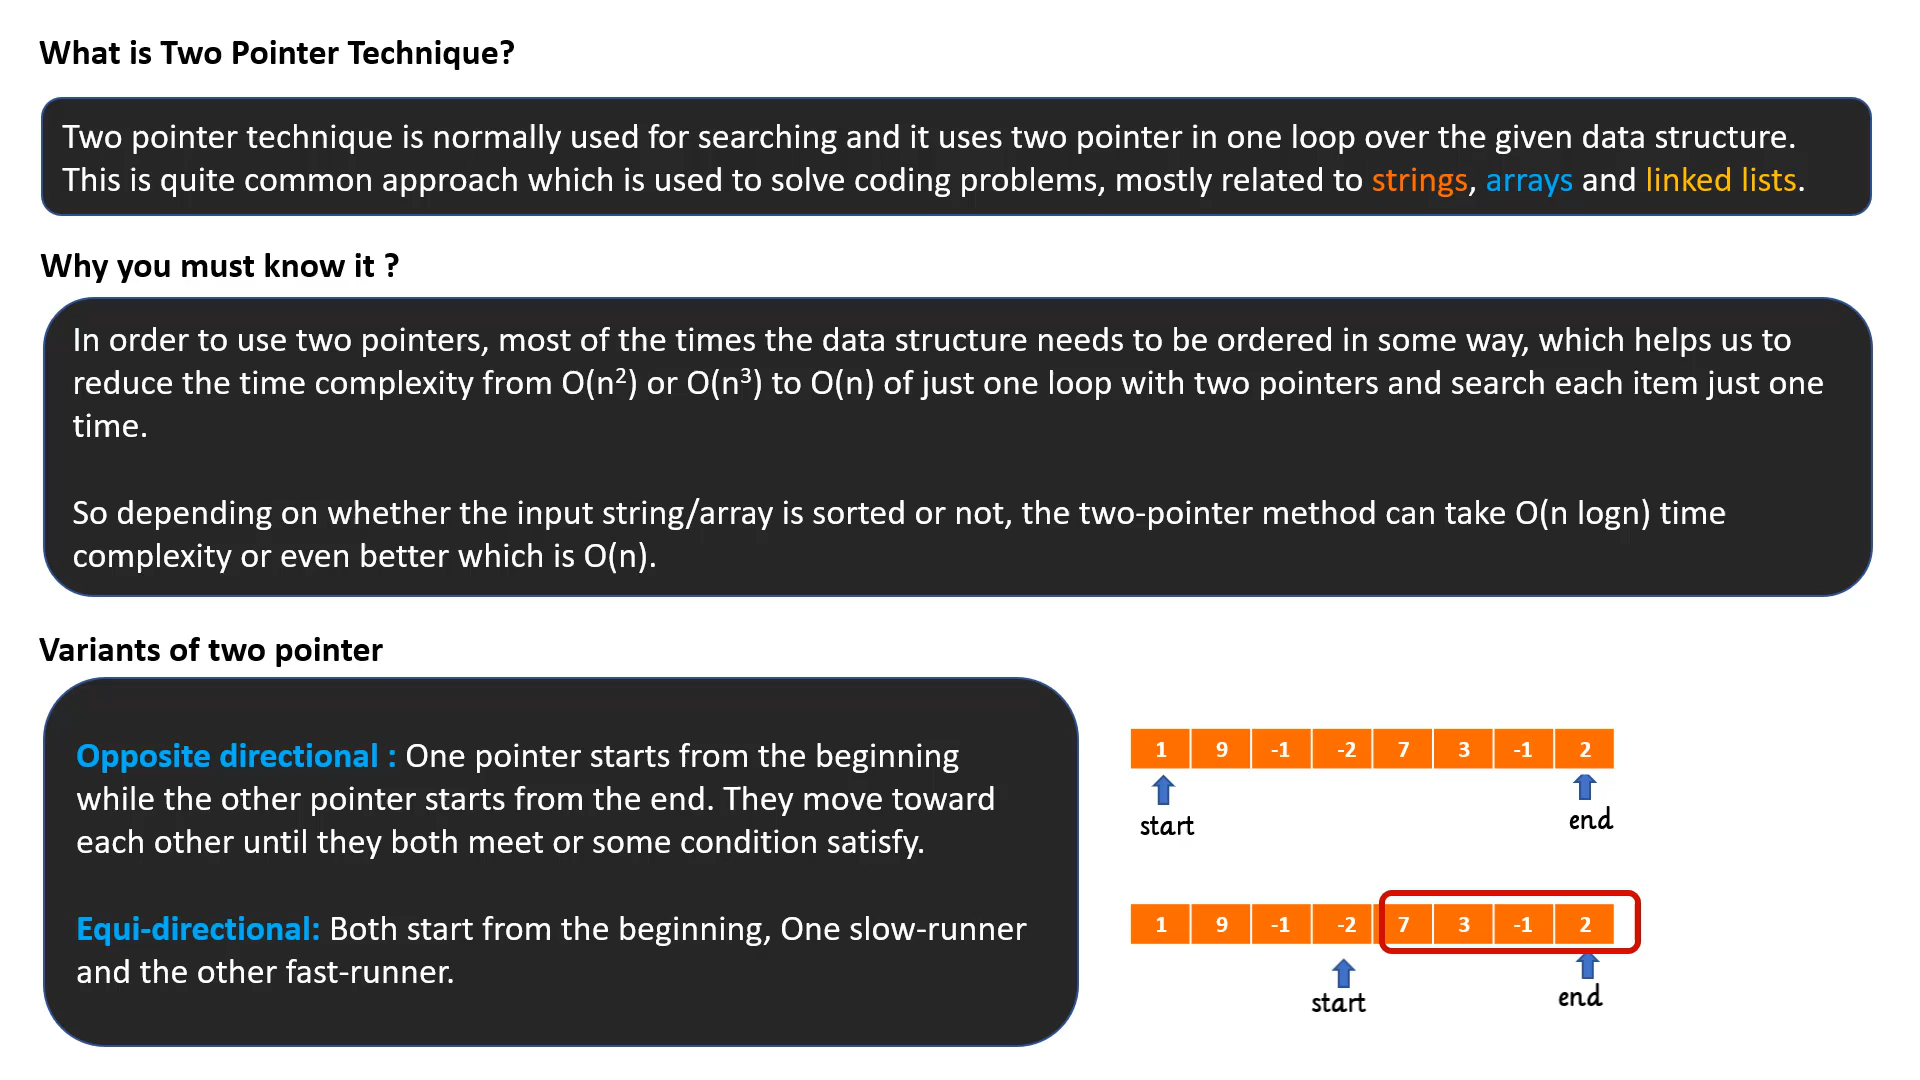 What is Two Pointer Technique?
Two pointer technique is normally used for searching and it uses two pointer in one loop over the given data structure.
This is quite common approach which is used to solve coding problems, mostly related to strings, arrays and linked lists.
Why you must know it ?
In order to use two pointers, most of the times the data structure needs to be ordered in some way, which helps us to
reduce the time complexity from O(n²) or O(n³) to O(n) of just one loop with two pointers and search each item just one
time.
So depending on whether the input string/array is sorted or not, the two-pointer method can take O(n logn) time
complexity or even better which is O(n).
Variants of two pointer
Opposite directional : One pointer starts from the beginning
while the other pointer starts from the end. They move toward
each other until they both meet or some condition satisfy.
Equi-directional: Both start from the beginning, One slow-runner
and the other fast-runner.
1 9 -1 -2 7 3 -1 2
start end
1 9 -1 -2 7 3 -1 2
start end